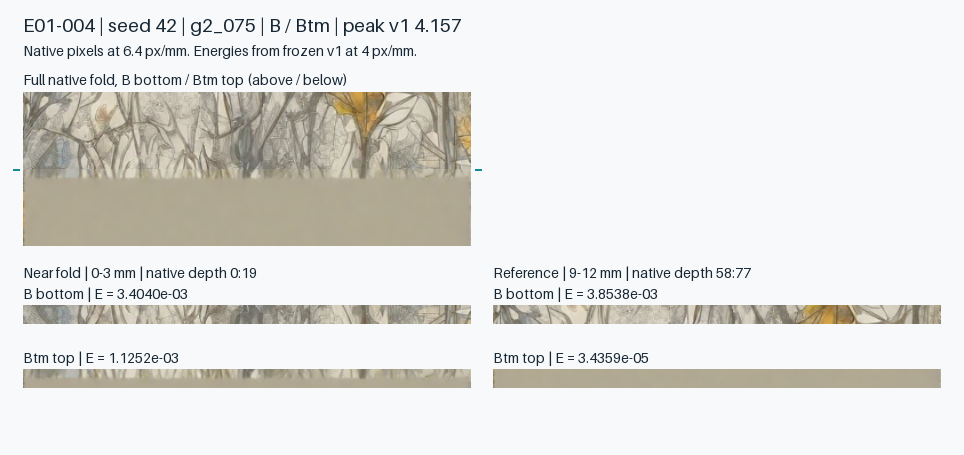 E01-004 | seed 42 | g2_075 | B / Btm | peak v1 4.157
Native pixels at 6.4 px/mm. Energies from frozen v1 at 4 px/mm.
Full native fold, B bottom / Btm top (above / below)
Near fold | 0-3 mm | native depth 0:19
B bottom | E = 3.4040e-03
Btm top | E = 1.1252e-03
Reference | 9-12 mm | native depth 58:77
B bottom | E = 3.8538e-03
Btm top | E = 3.4359e-05